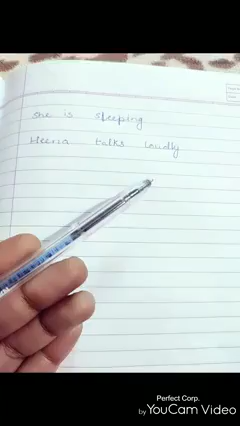 she is sleeping
Heena talks loudly
Perfect Corp.
by YouCam Video